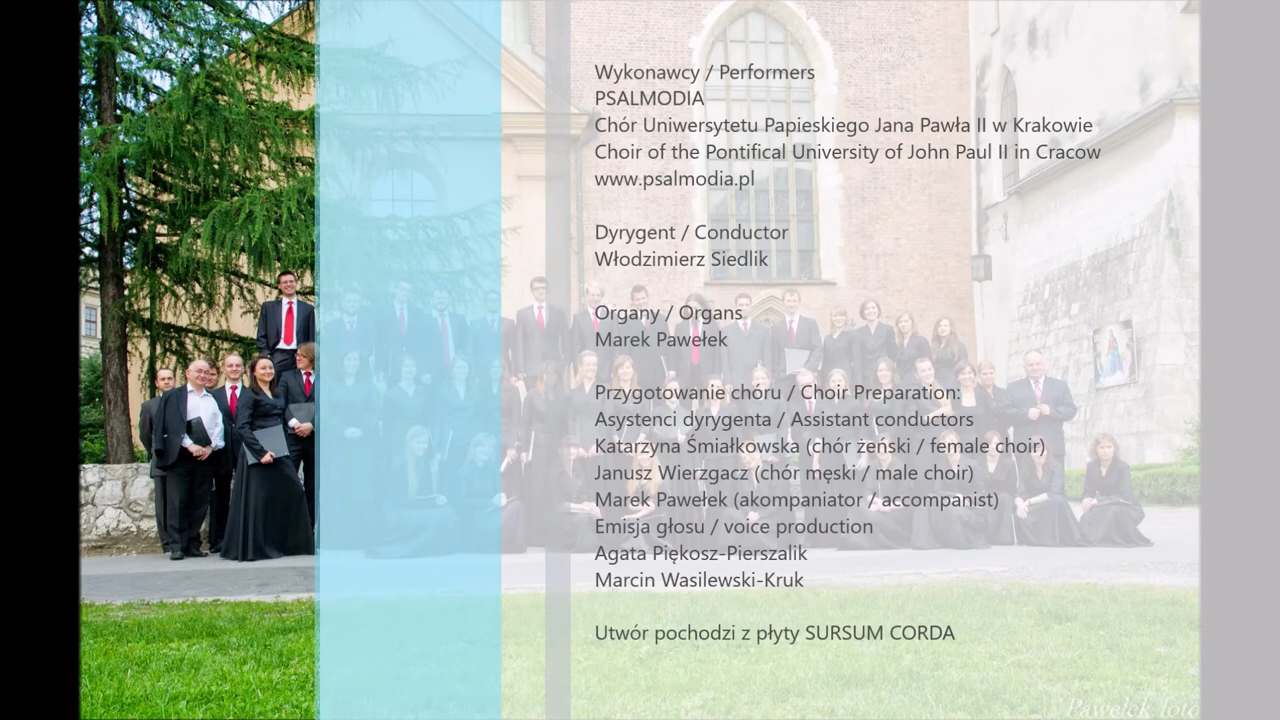 Wykonawcy / Performers
PSALMODIA
Chór Uniwersytetu Papieskiego Jana Pawła II w Krakowie
Choir of the Pontifical University of John Paul II in Cracow
www.psalmodia.pl
Dyrygent / Conductor
Włodzimierz Siedlik
Organy / Organs
Marek Pawełek
Przygotowanie chóru / Choir Preparation:
Asystenci dyrygenta / Assistant conductors
Katarzyna Śmiałkowska (chór żeński / female choir)
Janusz Wierzgacz (chór męski / male choir)
Marek Pawełek (akompaniator / accompanist)
Emisja głosu / voice production
Agata Piękosz-Pierszalik
Marcin Wasilewski-Kruk
Utwór pochodzi z płyty SURSUM CORDA
Pawełek foto